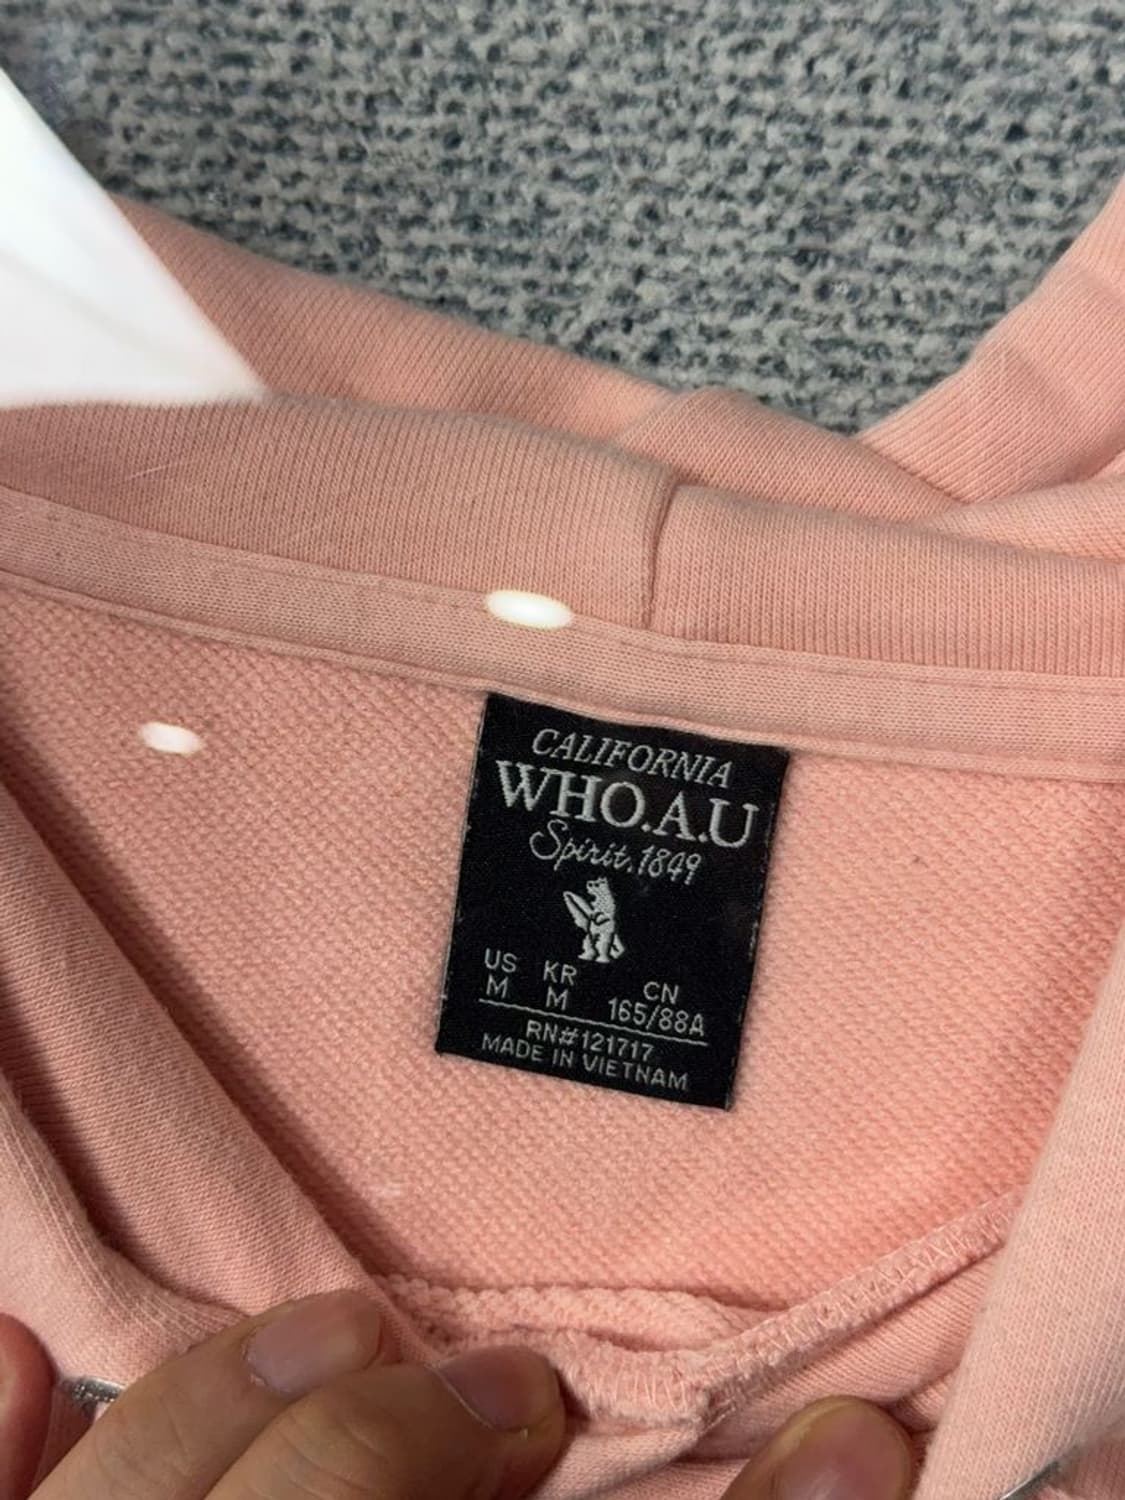 CALIFORNIA
WHO.A.U
Spirit.1849
US KR CN
M M 165/88A
RN#121717
MADE IN VIETNAM